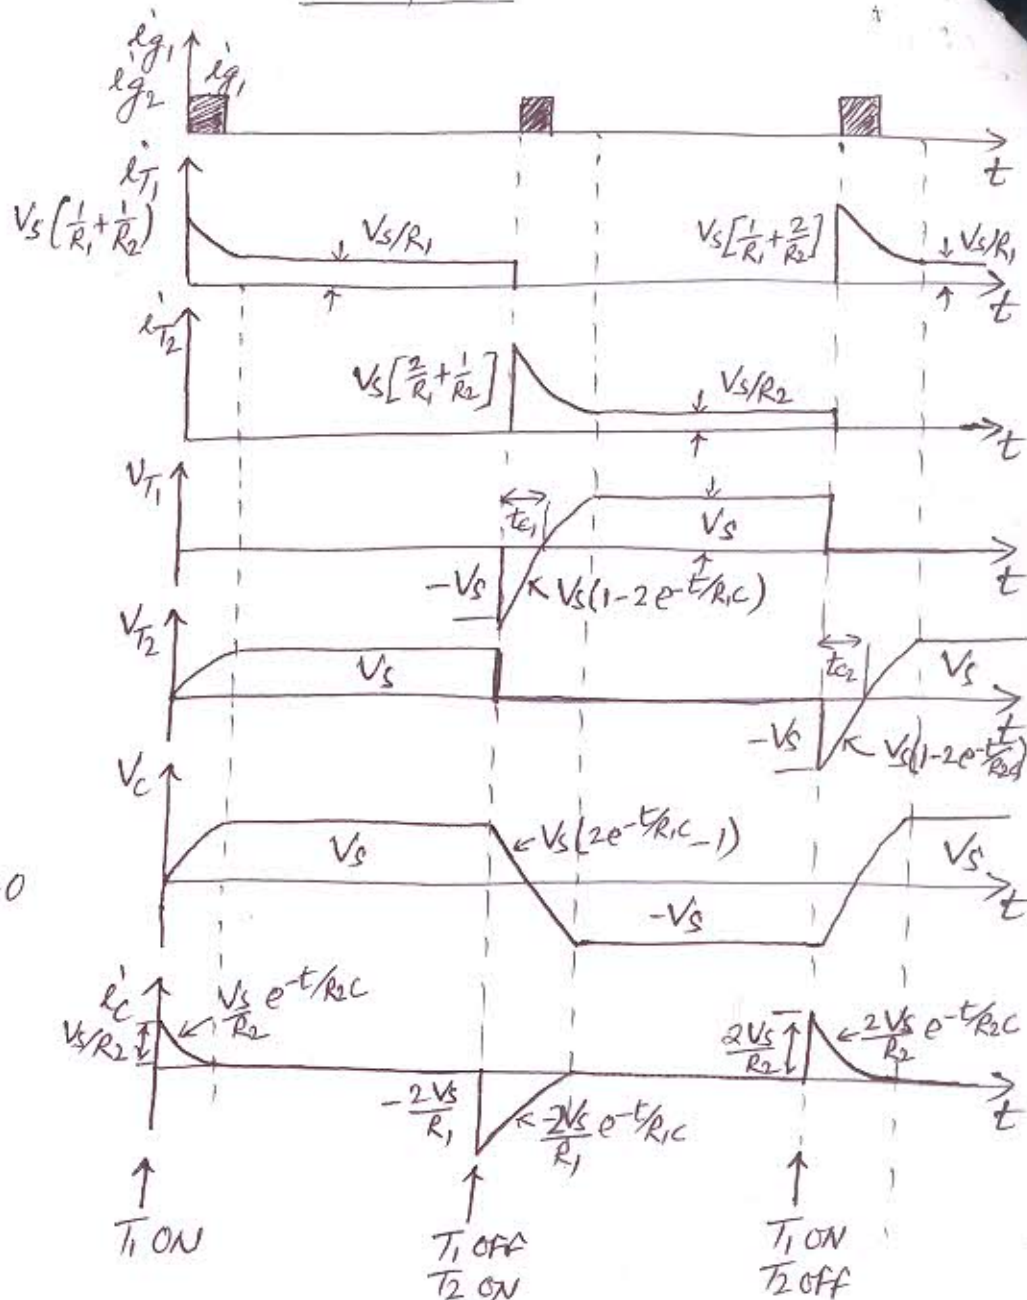 ig1
ig2
ig1
t
iT1
Vs(1/R1+1/R2)
Vs/R1
Vs[1/R1+2/R2]
Vs/R1
t
iT2
Vs[2/R1+1/R2]
Vs/R2
t
VT1
tc1
Vs
-Vs
Vs(1-2e-t/R1C)
t
VT2
Vs
tc2
Vs
-Vs
Vs(1-2e-t/R2C)
t
VC
Vs
Vs(2e-t/R1C-1)
-Vs
Vs
0
t
iC
Vs/R2
Vs/R2 e-t/R2C
-2Vs/R1
-2Vs/R1 e-t/R1C
2Vs/R2
2Vs/R2 e-t/R2C
t
T1 ON
T1 OFF
T2 ON
T1 ON
T2 OFF